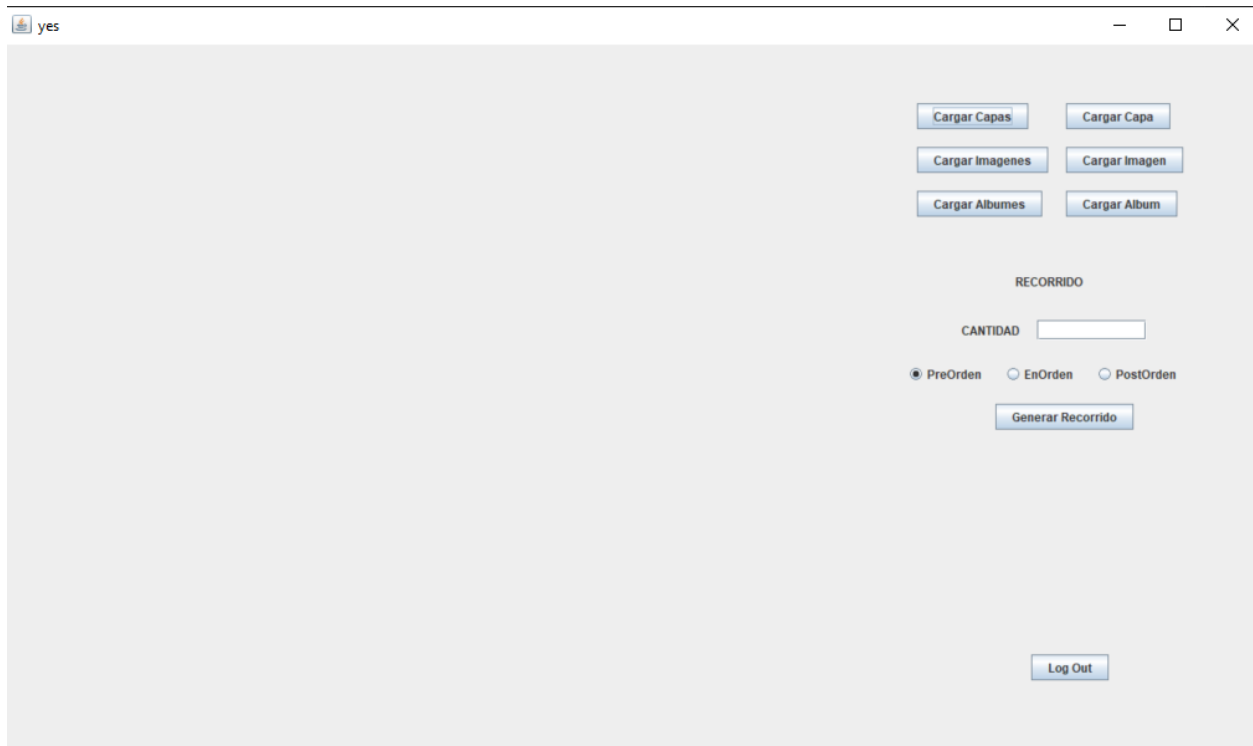 yes
Cargar Capas Cargar Capa
Cargar Imagenes Cargar Imagen
Cargar Albumes Cargar Album
RECORRIDO
CANTIDAD
PreOrden EnOrden PostOrden
Generar Recorrido
Log Out